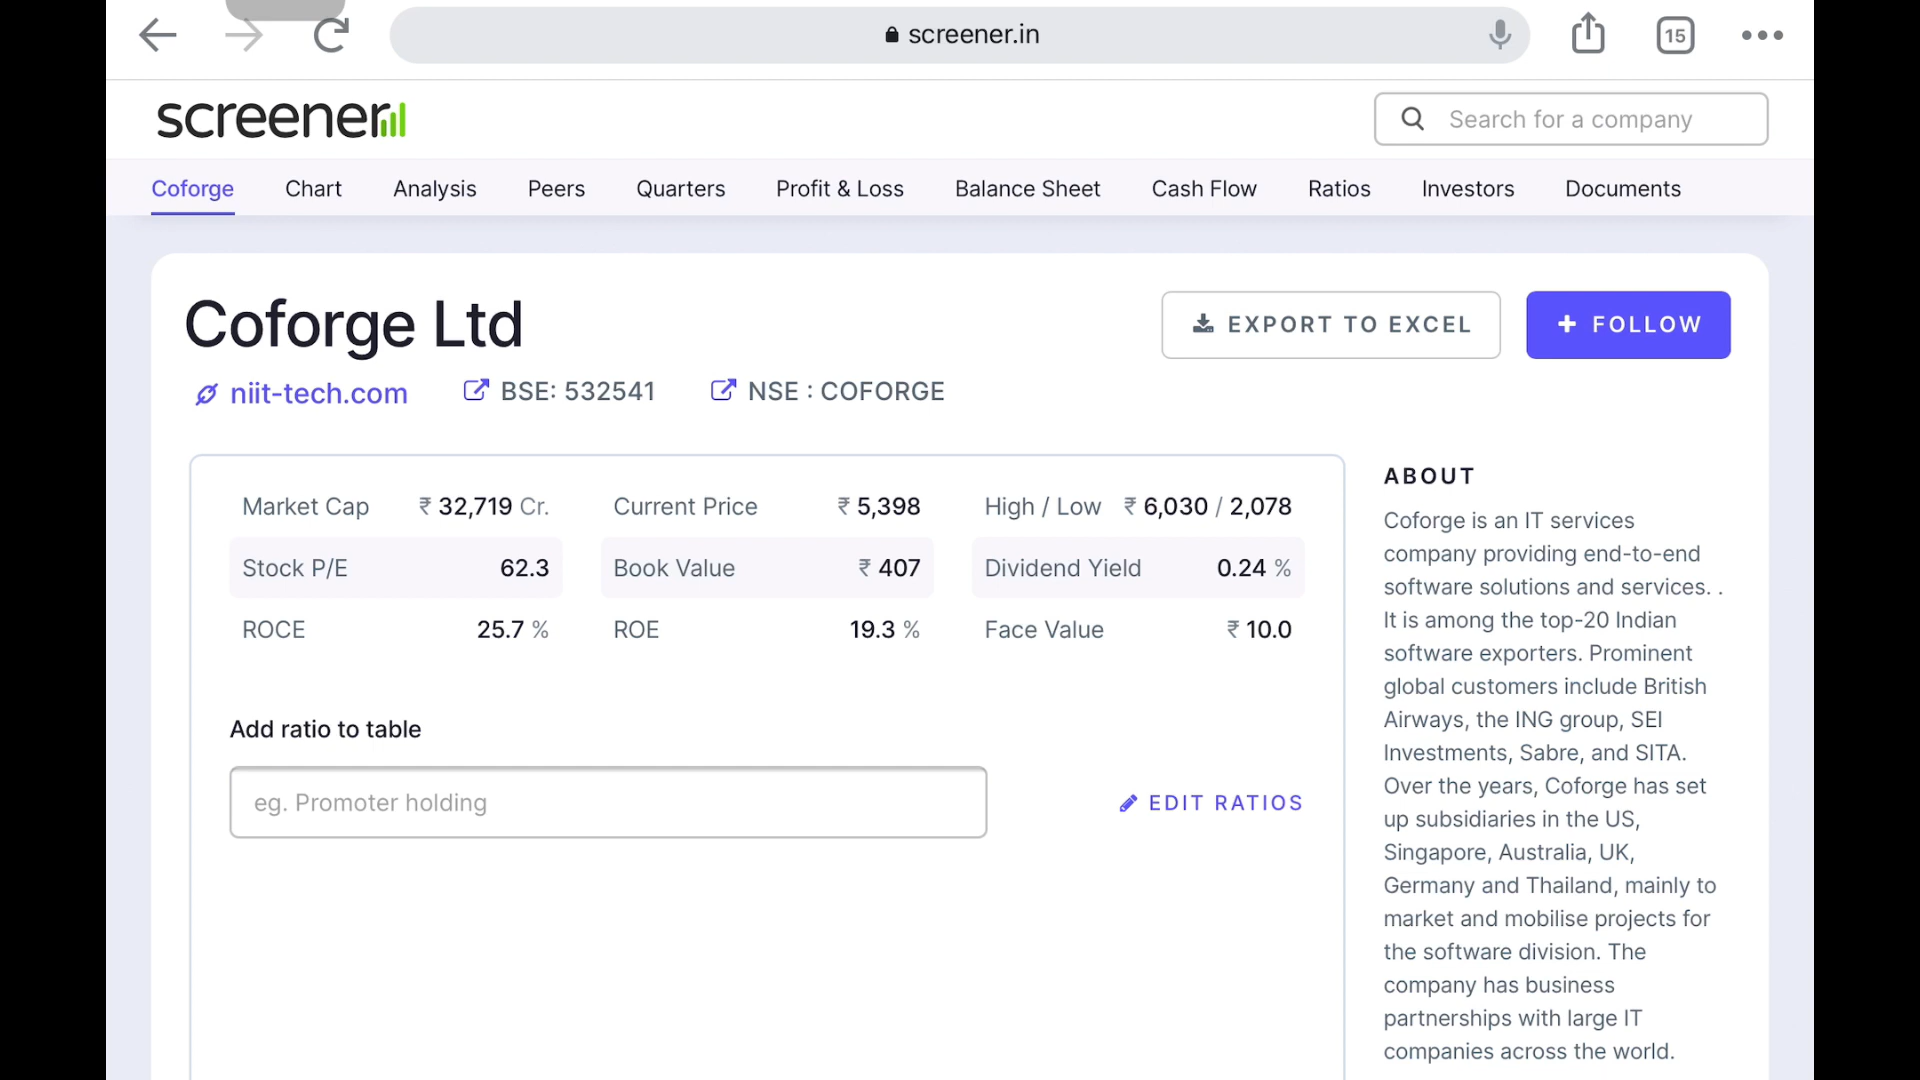 screener.in
15
screener
Search for a company
Coforge Chart Analysis Peers Quarters Profit & Loss Balance Sheet Cash Flow Ratios Investors Documents
Coforge Ltd
EXPORT TO EXCEL
+ FOLLOW
niit-tech.com BSE: 532541 NSE : COFORGE
Market Cap ₹ 32,719 Cr. Current Price ₹ 5,398 High / Low ₹ 6,030 / 2,078
Stock P/E 62.3 Book Value ₹ 407 Dividend Yield 0.24 %
ROCE 25.7 % ROE 19.3 % Face Value ₹ 10.0
Add ratio to table
eg. Promoter holding
EDIT RATIOS
ABOUT
Coforge is an IT services
company providing end-to-end
software solutions and services. .
It is among the top-20 Indian
software exporters. Prominent
global customers include British
Airways, the ING group, SEI
Investments, Sabre, and SITA.
Over the years, Coforge has set
up subsidiaries in the US,
Singapore, Australia, UK,
Germany and Thailand, mainly to
market and mobilise projects for
the software division. The
company has business
partnerships with large IT
companies across the world.